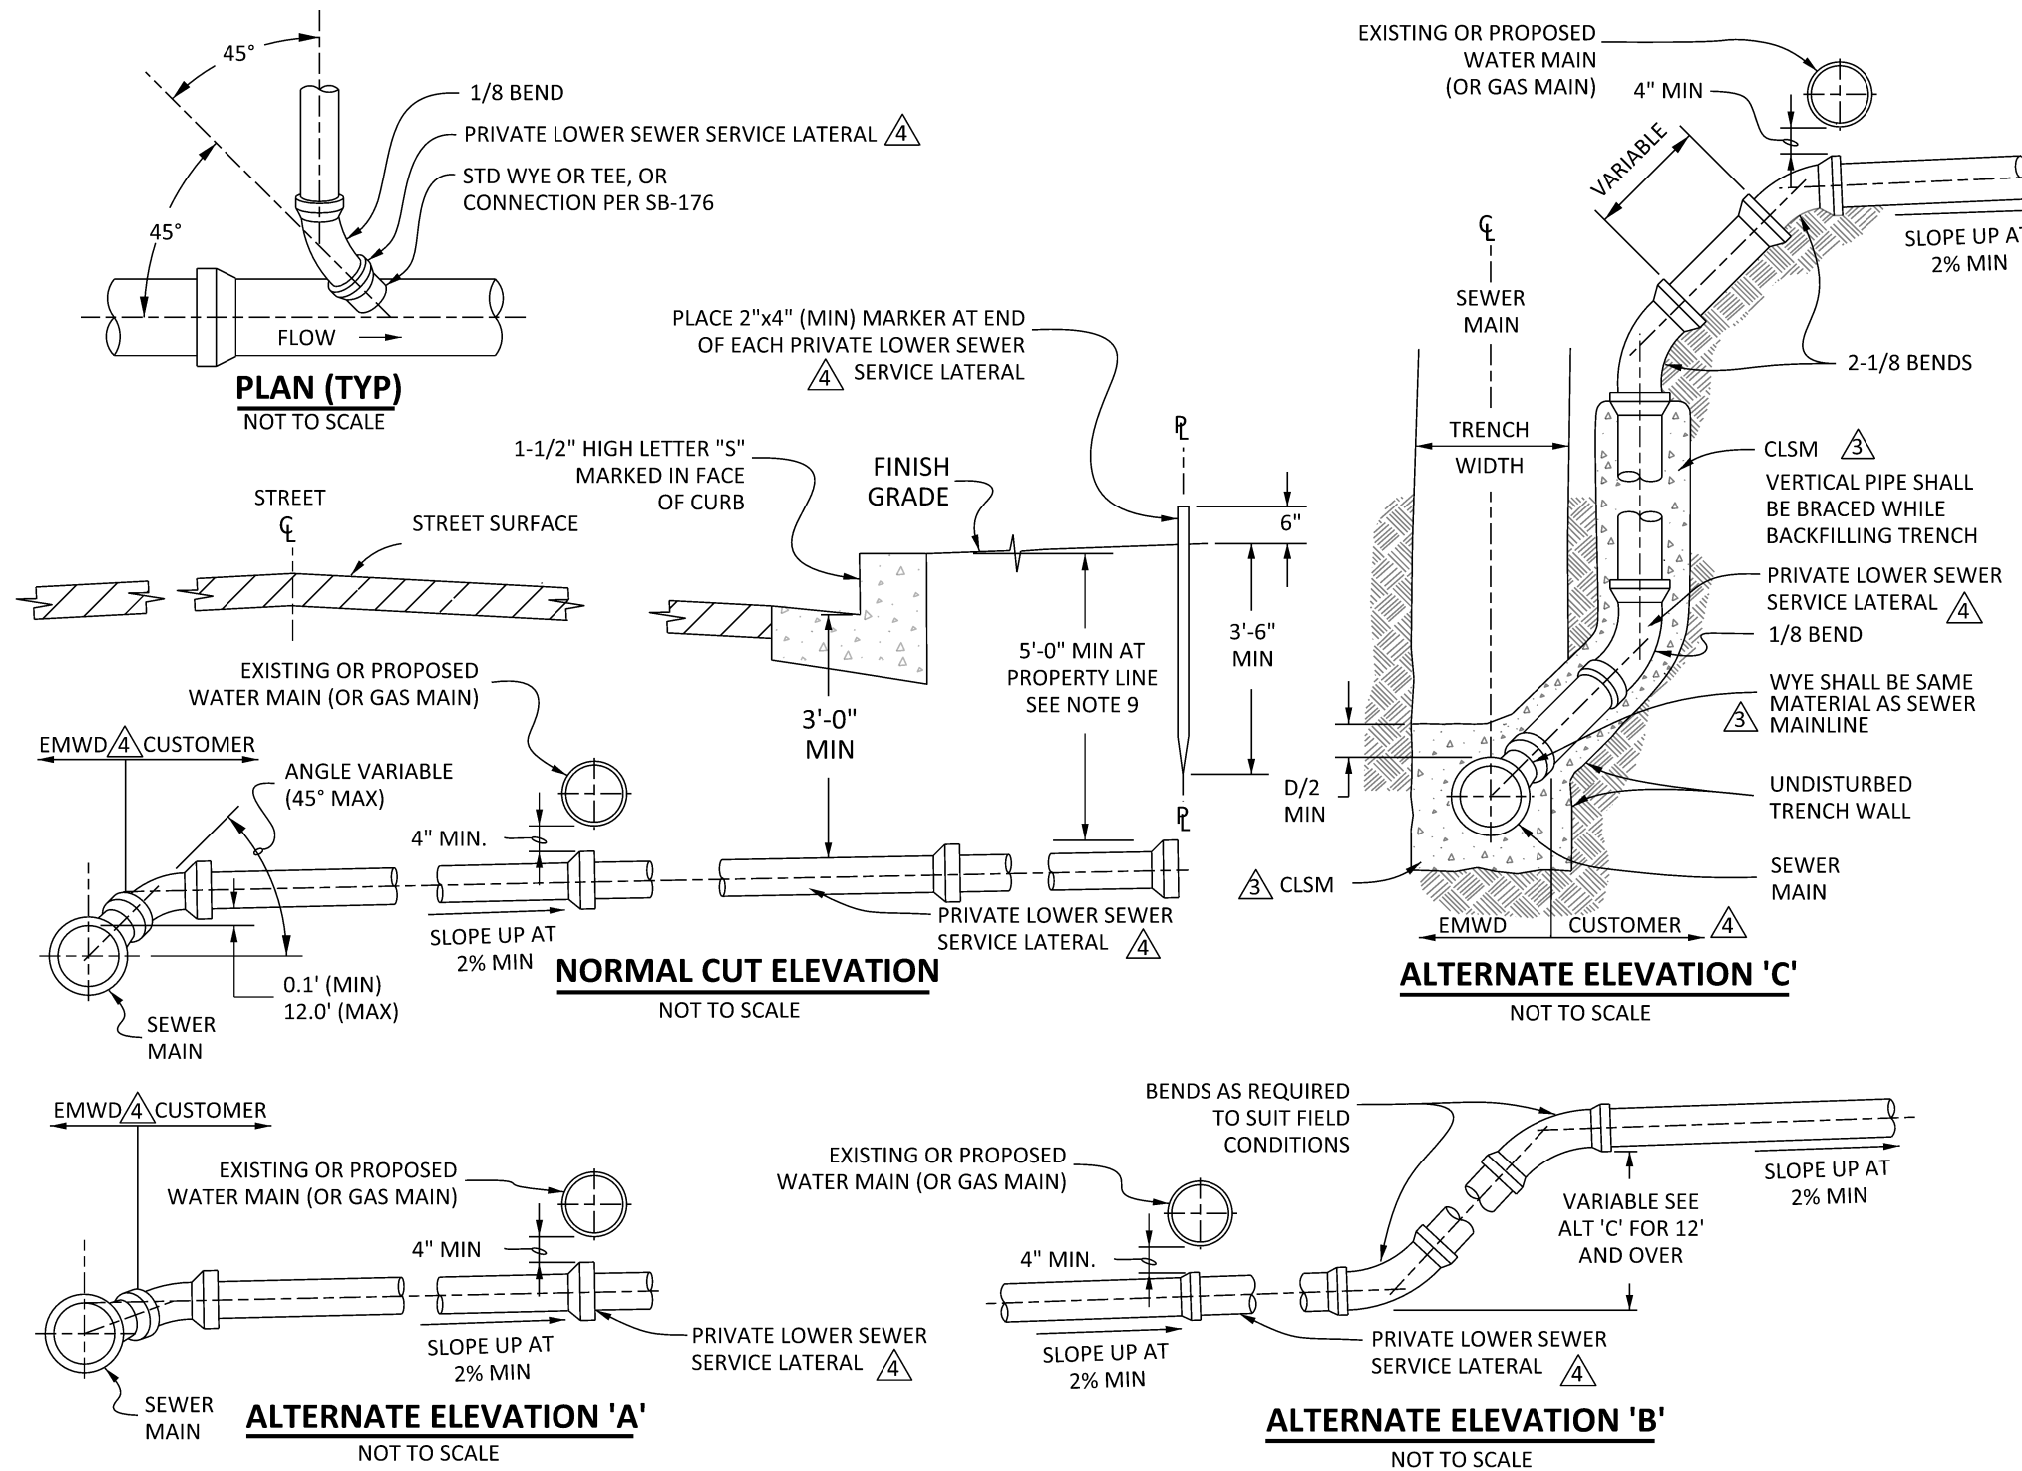 45°
45°
1/8 BEND
PRIVATE LOWER SEWER SERVICE LATERAL 4
STD WYE OR TEE, OR
CONNECTION PER SB-176
FLOW
PLAN (TYP)
NOT TO SCALE
PLACE 2"x4" (MIN) MARKER AT END
OF EACH PRIVATE LOWER SEWER
4 SERVICE LATERAL
1-1/2" HIGH LETTER "S"
MARKED IN FACE
OF CURB
FINISH
GRADE
STREET
CL
STREET SURFACE
PL
6"
3'-6"
MIN
5'-0" MIN AT
PROPERTY LINE
SEE NOTE 9
3'-0"
MIN
EXISTING OR PROPOSED
WATER MAIN (OR GAS MAIN)
EMWD 4 CUSTOMER
ANGLE VARIABLE
(45° MAX)
4" MIN.
PL
SLOPE UP AT
2% MIN
PRIVATE LOWER SEWER
SERVICE LATERAL 4
0.1' (MIN)
12.0' (MAX)
SEWER
MAIN
NORMAL CUT ELEVATION
NOT TO SCALE
EXISTING OR PROPOSED
WATER MAIN
(OR GAS MAIN)
4" MIN
VARIABLE
SLOPE UP AT
2% MIN
CL
SEWER
MAIN
2-1/8 BENDS
TRENCH
WIDTH
CLSM 3
VERTICAL PIPE SHALL
BE BRACED WHILE
BACKFILLING TRENCH
PRIVATE LOWER SEWER
SERVICE LATERAL 4
1/8 BEND
WYE SHALL BE SAME
3 MATERIAL AS SEWER
MAINLINE
D/2
MIN
UNDISTURBED
TRENCH WALL
SEWER
MAIN
3 CLSM
EMWD CUSTOMER 4
ALTERNATE ELEVATION 'C'
NOT TO SCALE
EMWD 4 CUSTOMER
EXISTING OR PROPOSED
WATER MAIN (OR GAS MAIN)
4" MIN
SLOPE UP AT
2% MIN
PRIVATE LOWER SEWER
SERVICE LATERAL 4
SEWER
MAIN
ALTERNATE ELEVATION 'A'
NOT TO SCALE
BENDS AS REQUIRED
TO SUIT FIELD
CONDITIONS
EXISTING OR PROPOSED
WATER MAIN (OR GAS MAIN)
4" MIN.
SLOPE UP AT
2% MIN
VARIABLE SEE
ALT 'C' FOR 12'
AND OVER
SLOPE UP AT
2% MIN
PRIVATE LOWER SEWER
SERVICE LATERAL 4
ALTERNATE ELEVATION 'B'
NOT TO SCALE